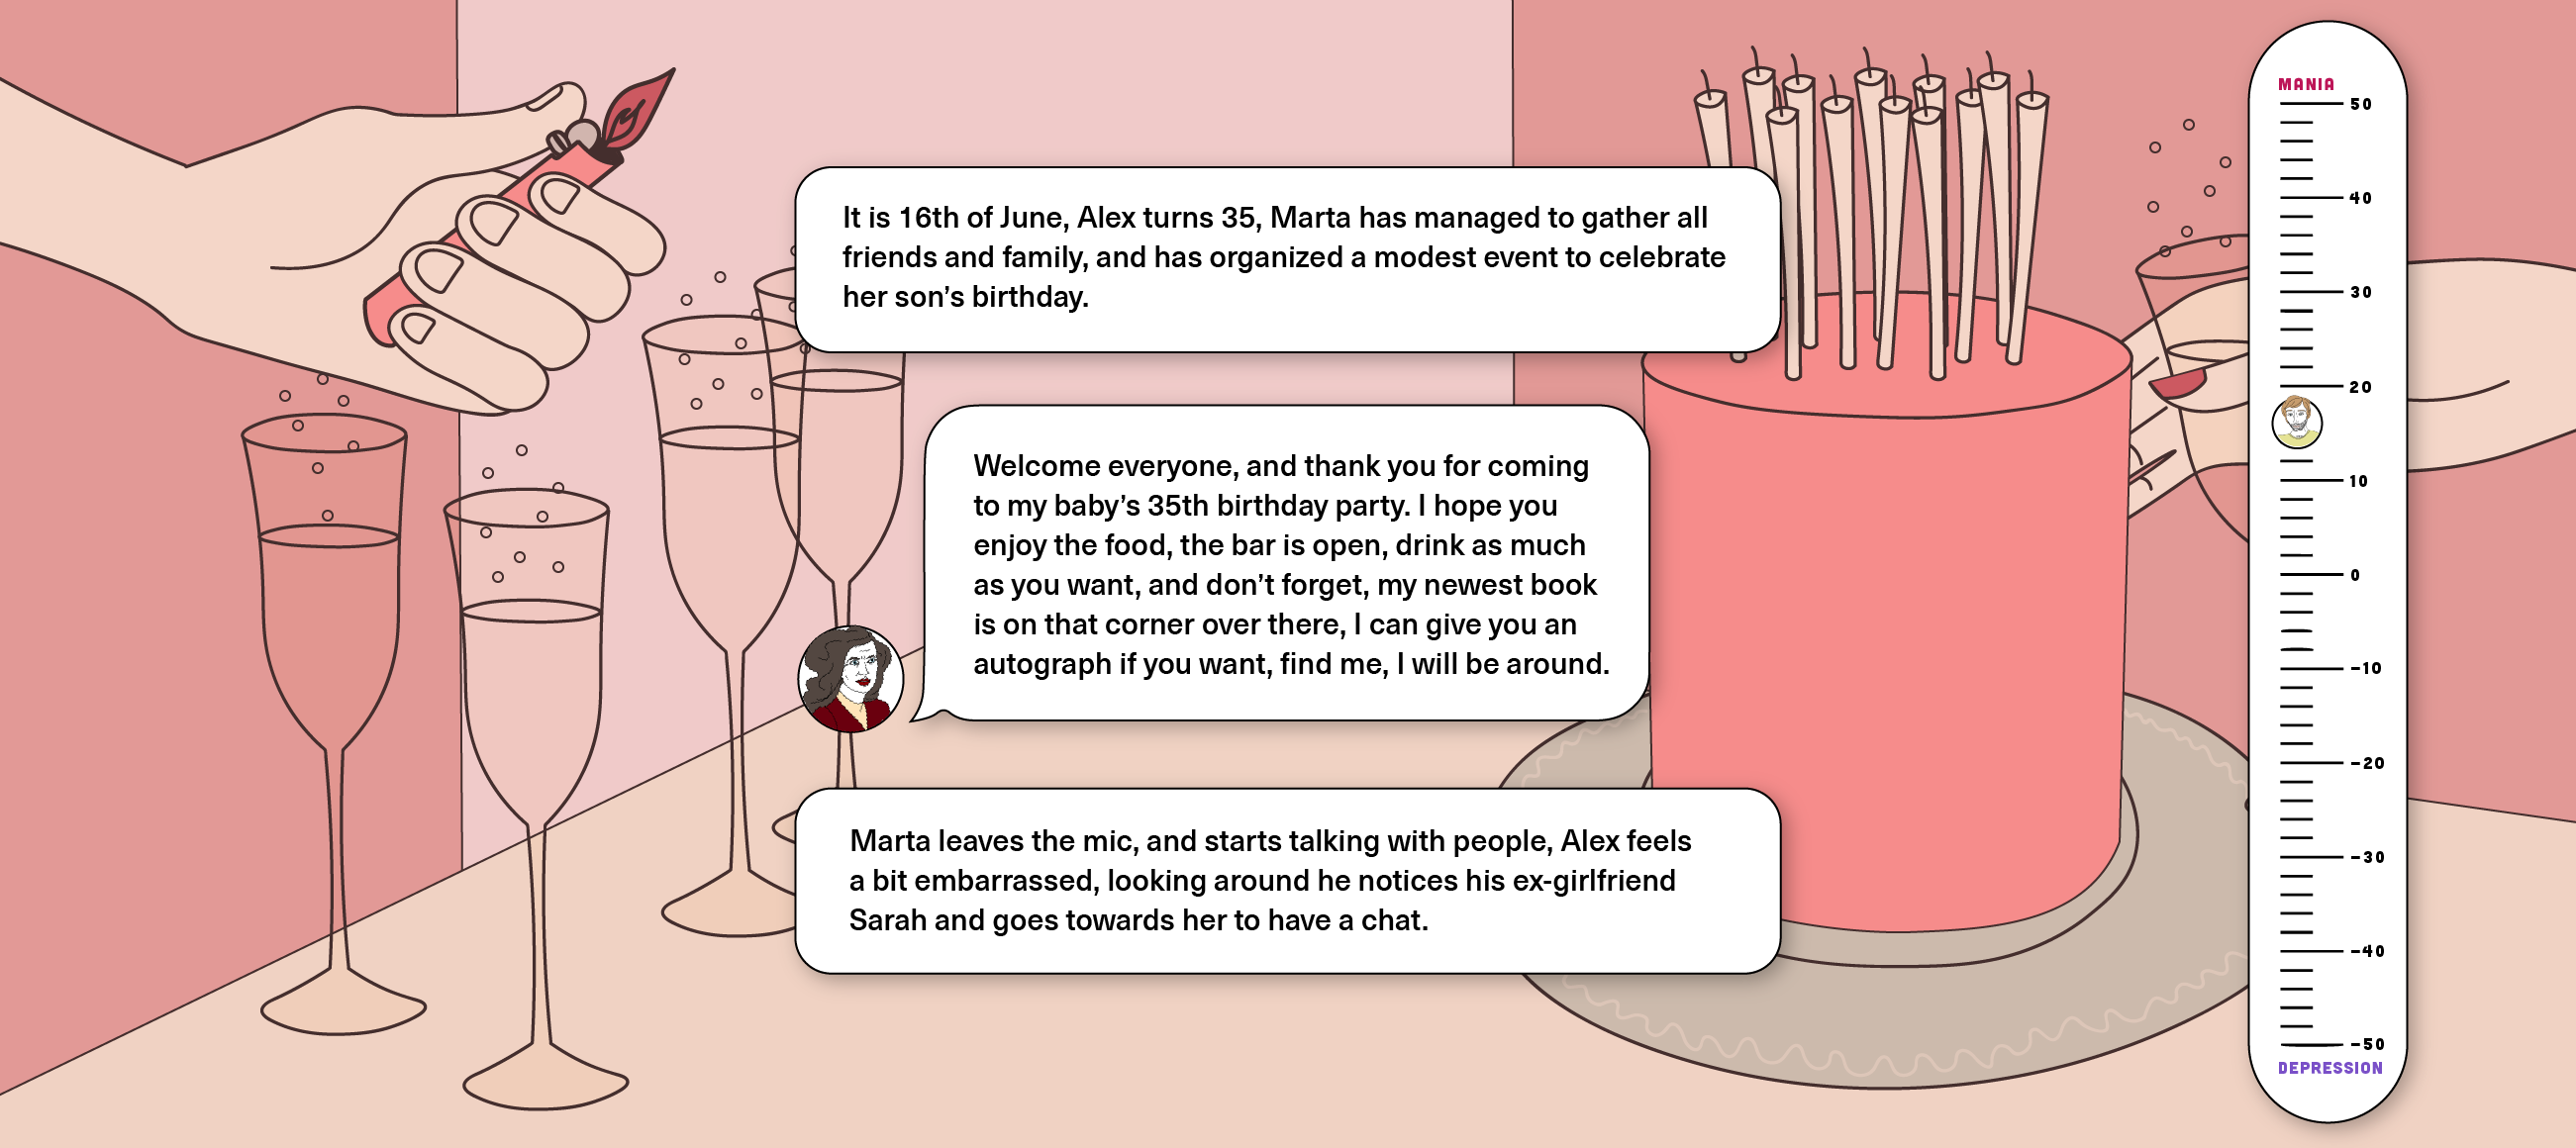 It is 16th of June, Alex turns 35, Marta has managed to gather all
friends and family, and has organized a modest event to celebrate
her son’s birthday.
Welcome everyone, and thank you for coming
to my baby’s 35th birthday party. I hope you
enjoy the food, the bar is open, drink as much
as you want, and don’t forget, my newest book
is on that corner over there, I can give you an
autograph if you want, find me, I will be around.
Marta leaves the mic, and starts talking with people, Alex feels
a bit embarrassed, looking around he notices his ex-girlfriend
Sarah and goes towards her to have a chat.
MANIA
50
40
30
20
10
0
-10
-20
-30
-40
-50
DEPRESSION